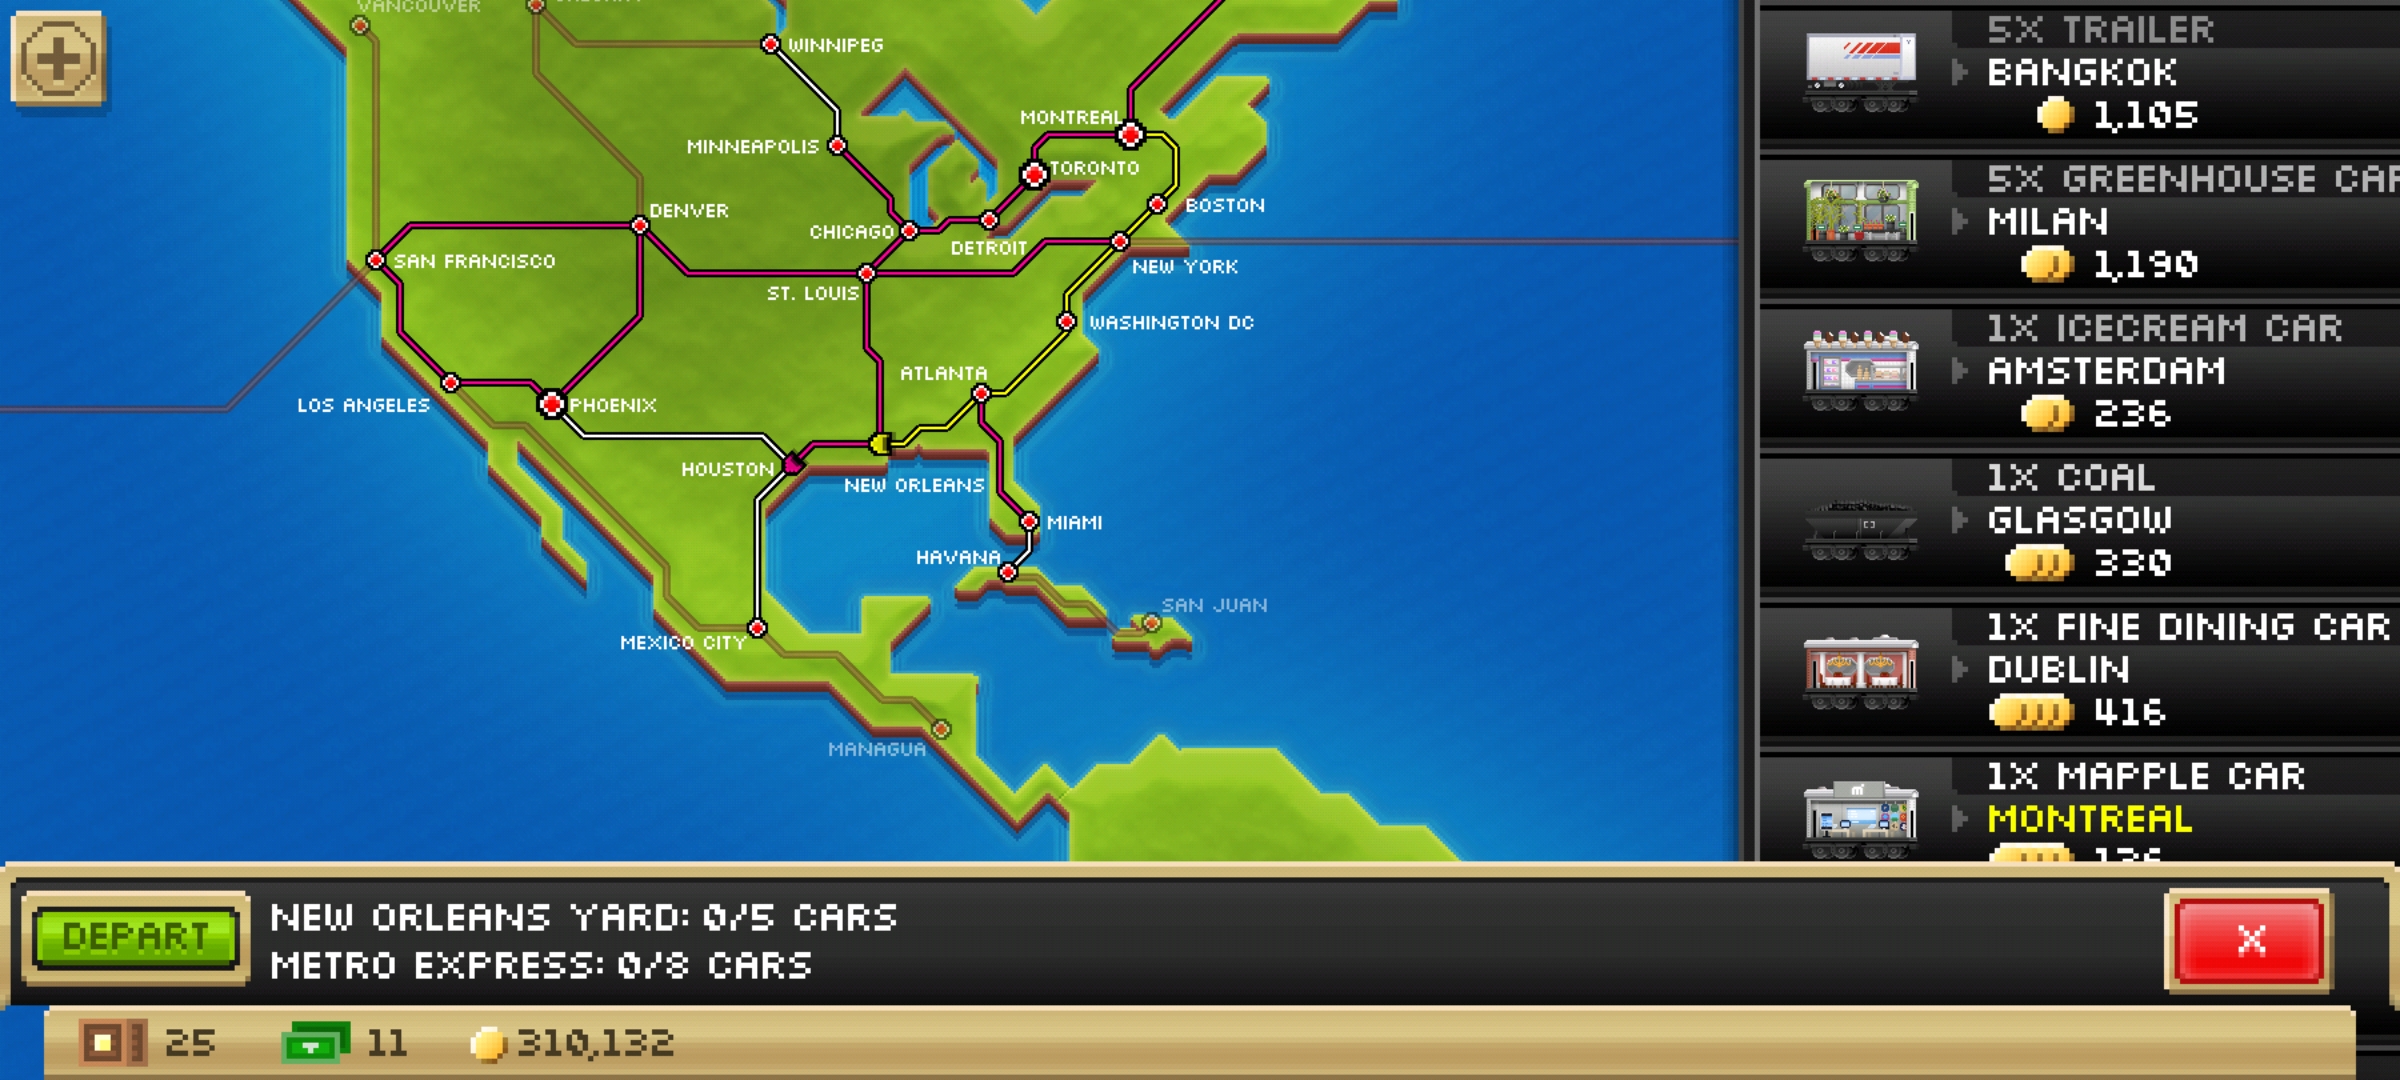 VANCOUVER
WINNIPEG
MONTREAL
MINNEAPOLIS
TORONTO
DENVER
BOSTON
CHICAGO
DETROIT
SAN FRANCISCO
NEW YORK
ST. LOUIS
WASHINGTON DC
ATLANTA
LOS ANGELES
PHOENIX
HOUSTON
NEW ORLEANS
MIAMI
HAVANA
SAN JUAN
MEXICO CITY
MANAGUA
5X TRAILER
BANGKOK
1,105
5X GREENHOUSE CAR
MILAN
1,190
1X ICECREAM CAR
AMSTERDAM
236
1X COAL
GLASGOW
330
1X FINE DINING CAR
DUBLIN
416
1X MAPPLE CAR
MONTREAL
DEPART
NEW ORLEANS YARD: 0/5 CARS
METRO EXPRESS: 0/8 CARS
X
25
11
310,132